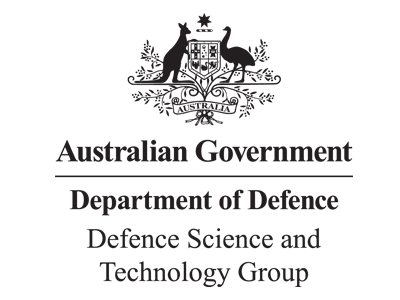 AUSTRALIA
Australian Government
Department of Defence
Defence Science and
Technology Group